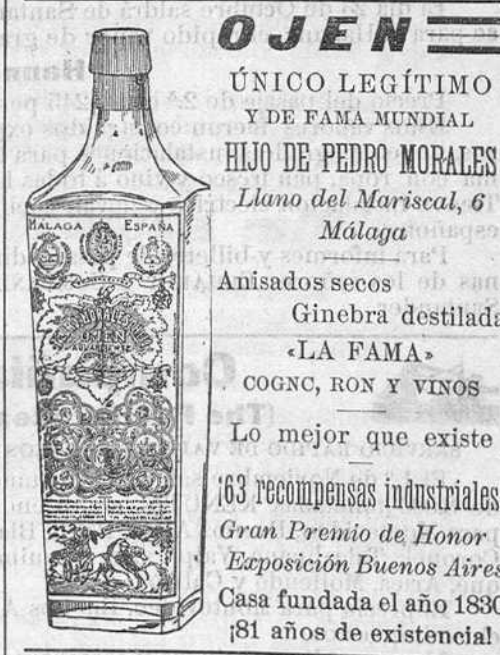 OJEN
ÚNICO LEGÍTIMO
Y DE FAMA MUNDIAL
HIJO DE PEDRO MORALES
Llano del Mariscal, 6
Málaga
MALAGA ESPAÑA
OJEN
Anisados secos
Ginebra destilada
«LA FAMA»
COGNC, RON Y VINOS
Lo mejor que existe
¡63 recompensas industriales
Gran Premio de Honor
Exposición Buenos Aires
Casa fundada el año 1830
¡81 años de existencia!